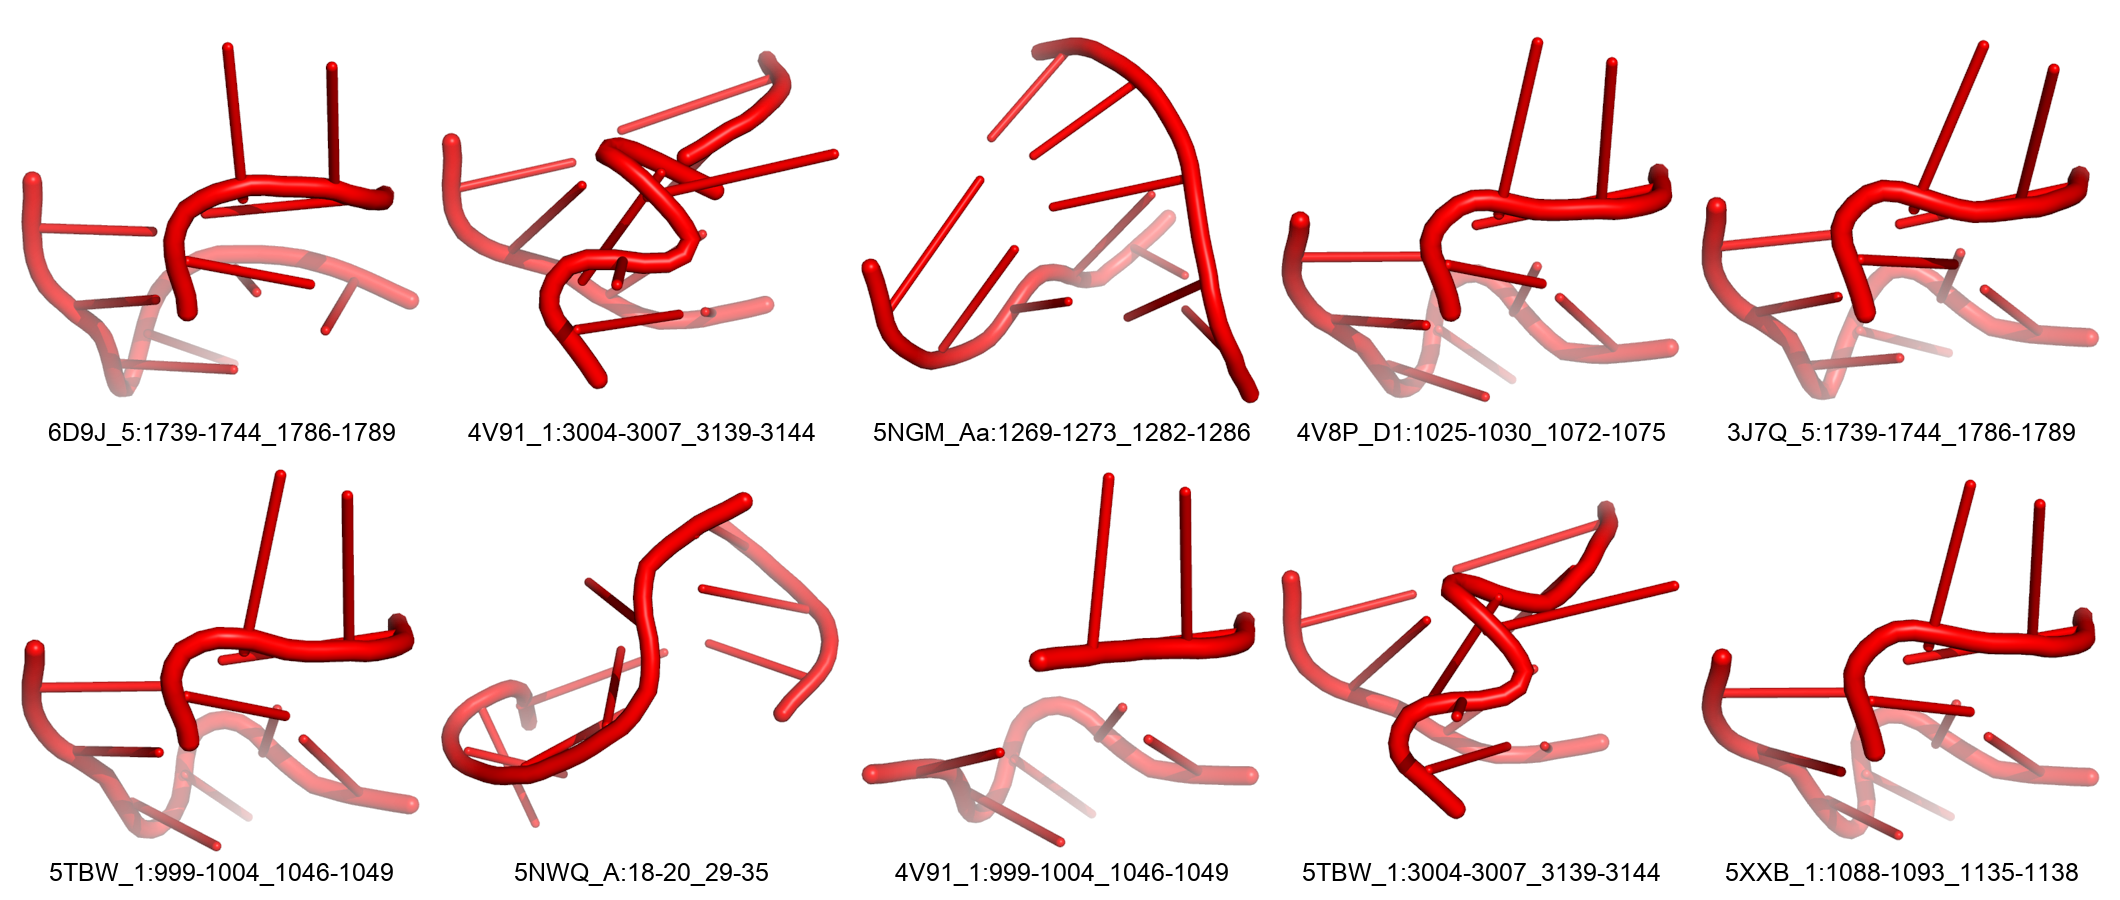 6D9J_5:1739-1744_1786-1789
4V91_1:3004-3007_3139-3144
5NGM_Aa:1269-1273_1282-1286
4V8P_D1:1025-1030_1072-1075
3J7Q_5:1739-1744_1786-1789
5TBW_1:999-1004_1046-1049
5NWQ_A:18-20_29-35
4V91_1:999-1004_1046-1049
5TBW_1:3004-3007_3139-3144
5XXB_1:1088-1093_1135-1138